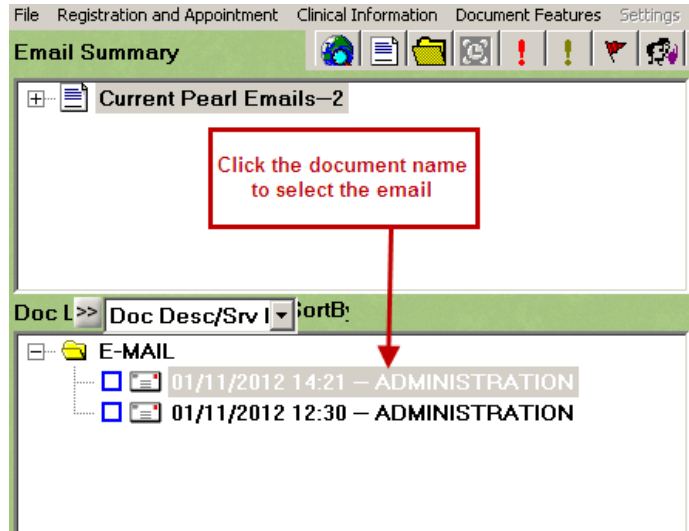 File Registration and Appointment Clinical Information Document Features Settings
Email Summary
Current Pearl Emails—2
Click the document name
to select the email
Doc L >> Doc Desc/Srv SortBy
E-MAIL
01/11/2012 14:21 — ADMINISTRATION
01/11/2012 12:30 — ADMINISTRATION